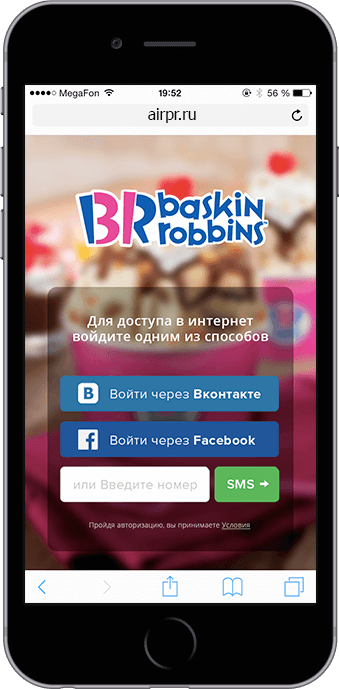 MegaFon 19:52 56 %
airpr.ru
BR baskin robbins
Для доступа в интернет
войдите одним из способов
B Войти через Вконтакте
f Войти через Facebook
или Введите номер SMS →
Пройдя авторизацию, вы принимаете Условия